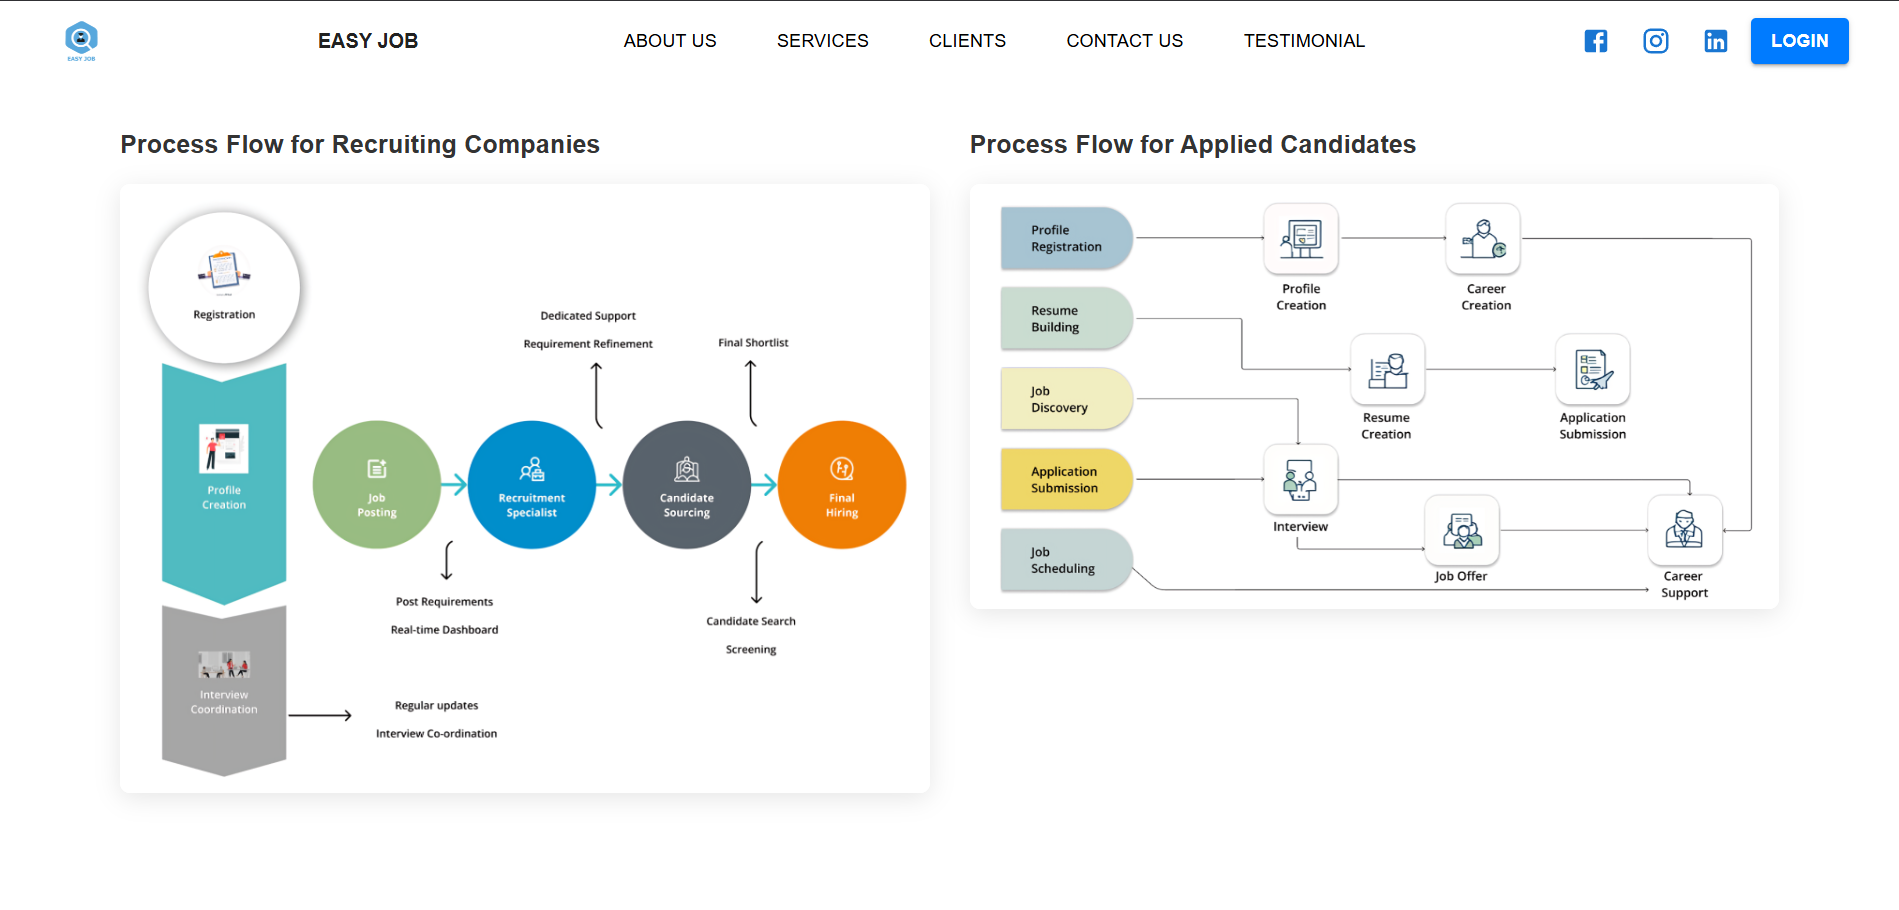 EASY JOB
EASY JOB
ABOUT US
SERVICES
CLIENTS
CONTACT US
TESTIMONIAL
LOGIN
Process Flow for Recruiting Companies
Registration
Profile
Creation
Interview
Coordination
Dedicated Support
Requirement Refinement
Final Shortlist
Job
Posting
Recruitment
Specialist
Candidate
Sourcing
Final
Hiring
Post Requirements
Real-time Dashboard
Candidate Search
Screening
Regular updates
Interview Co-ordination
Process Flow for Applied Candidates
Profile
Registration
Profile
Creation
Career
Creation
Resume
Building
Resume
Creation
Application
Submission
Job
Discovery
Application
Submission
Interview
Job Offer
Job
Scheduling
Career
Support